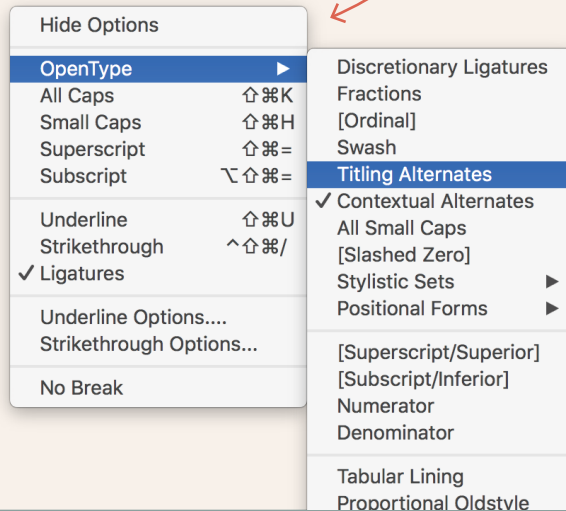 Hide Options
OpenType ▶
All Caps ⇧⌘K
Small Caps ⇧⌘H
Superscript ⇧⌘=
Subscript ⌥⇧⌘=
Underline ⇧⌘U
Strikethrough ^⇧⌘/
✓ Ligatures
Underline Options....
Strikethrough Options...
No Break
Discretionary Ligatures
Fractions
[Ordinal]
Swash
Titling Alternates
✓ Contextual Alternates
All Small Caps
[Slashed Zero]
Stylistic Sets ▶
Positional Forms ▶
[Superscript/Superior]
[Subscript/Inferior]
Numerator
Denominator
Tabular Lining
Proportional Oldstyle